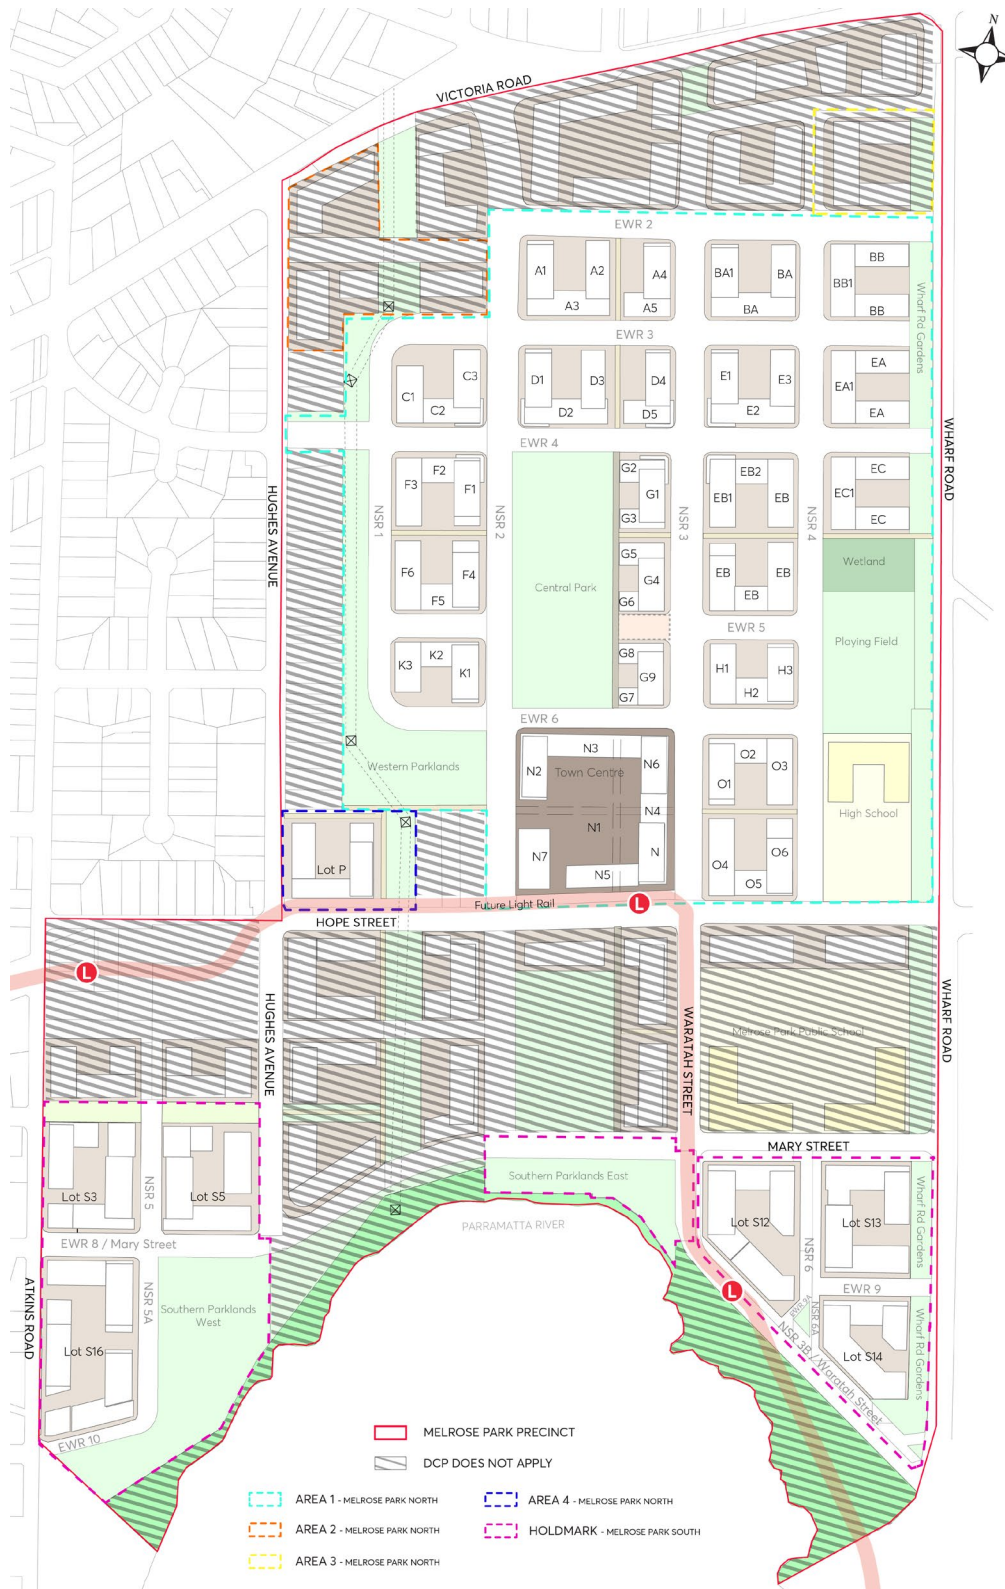 N
VICTORIA ROAD
EWR 2
A1
A2
A4
A3
A5
BA1
BA
BA
BB
BB1
BB
Wharf Rd Gardens
EWR 3
C1
C3
C2
D1
D3
D4
D2
D5
E1
E3
E2
EA
EA1
EA
EWR 4
HUGHES AVENUE
WHARF ROAD
F3
F2
F1
NSR 1
NSR 2
G2
G1
G3
NSR 3
EB1
EB2
EB
NSR 4
EC
EC1
EC
F6
F4
F5
Central Park
G5
G4
G6
EB
EB
EB
Wetland
EWR 5
Playing Field
K3
K2
K1
G8
G9
G7
H1
H3
H2
EWR 6
Western Parklands
N3
N2
Town Centre
N6
N4
N1
N7
N
N5
O2
O1
O3
O4
O6
O5
High School
Lot P
Future Light Rail
L
HOPE STREET
L
HUGHES AVENUE
WARATAH STREET
Melrose Park Public School
WHARF ROAD
MARY STREET
Lot S3
NSR 5
Lot S5
EWR 8 / Mary Street
Southern Parklands East
PARRAMATTA RIVER
Lot S12
NSR 6
Lot S13
Wharf Rd Gardens
EWR 9
L
ATKINS ROAD
NSR 5A
Southern Parklands
West
Lot S16
EWR 10
EWR 9A
NSR 6A
NSR 3B / Waratah Street
Lot S14
Wharf Rd Gardens
MELROSE PARK PRECINCT
DCP DOES NOT APPLY
AREA 1 - MELROSE PARK NORTH
AREA 4 - MELROSE PARK NORTH
AREA 2 - MELROSE PARK NORTH
HOLDMARK - MELROSE PARK SOUTH
AREA 3 - MELROSE PARK NORTH